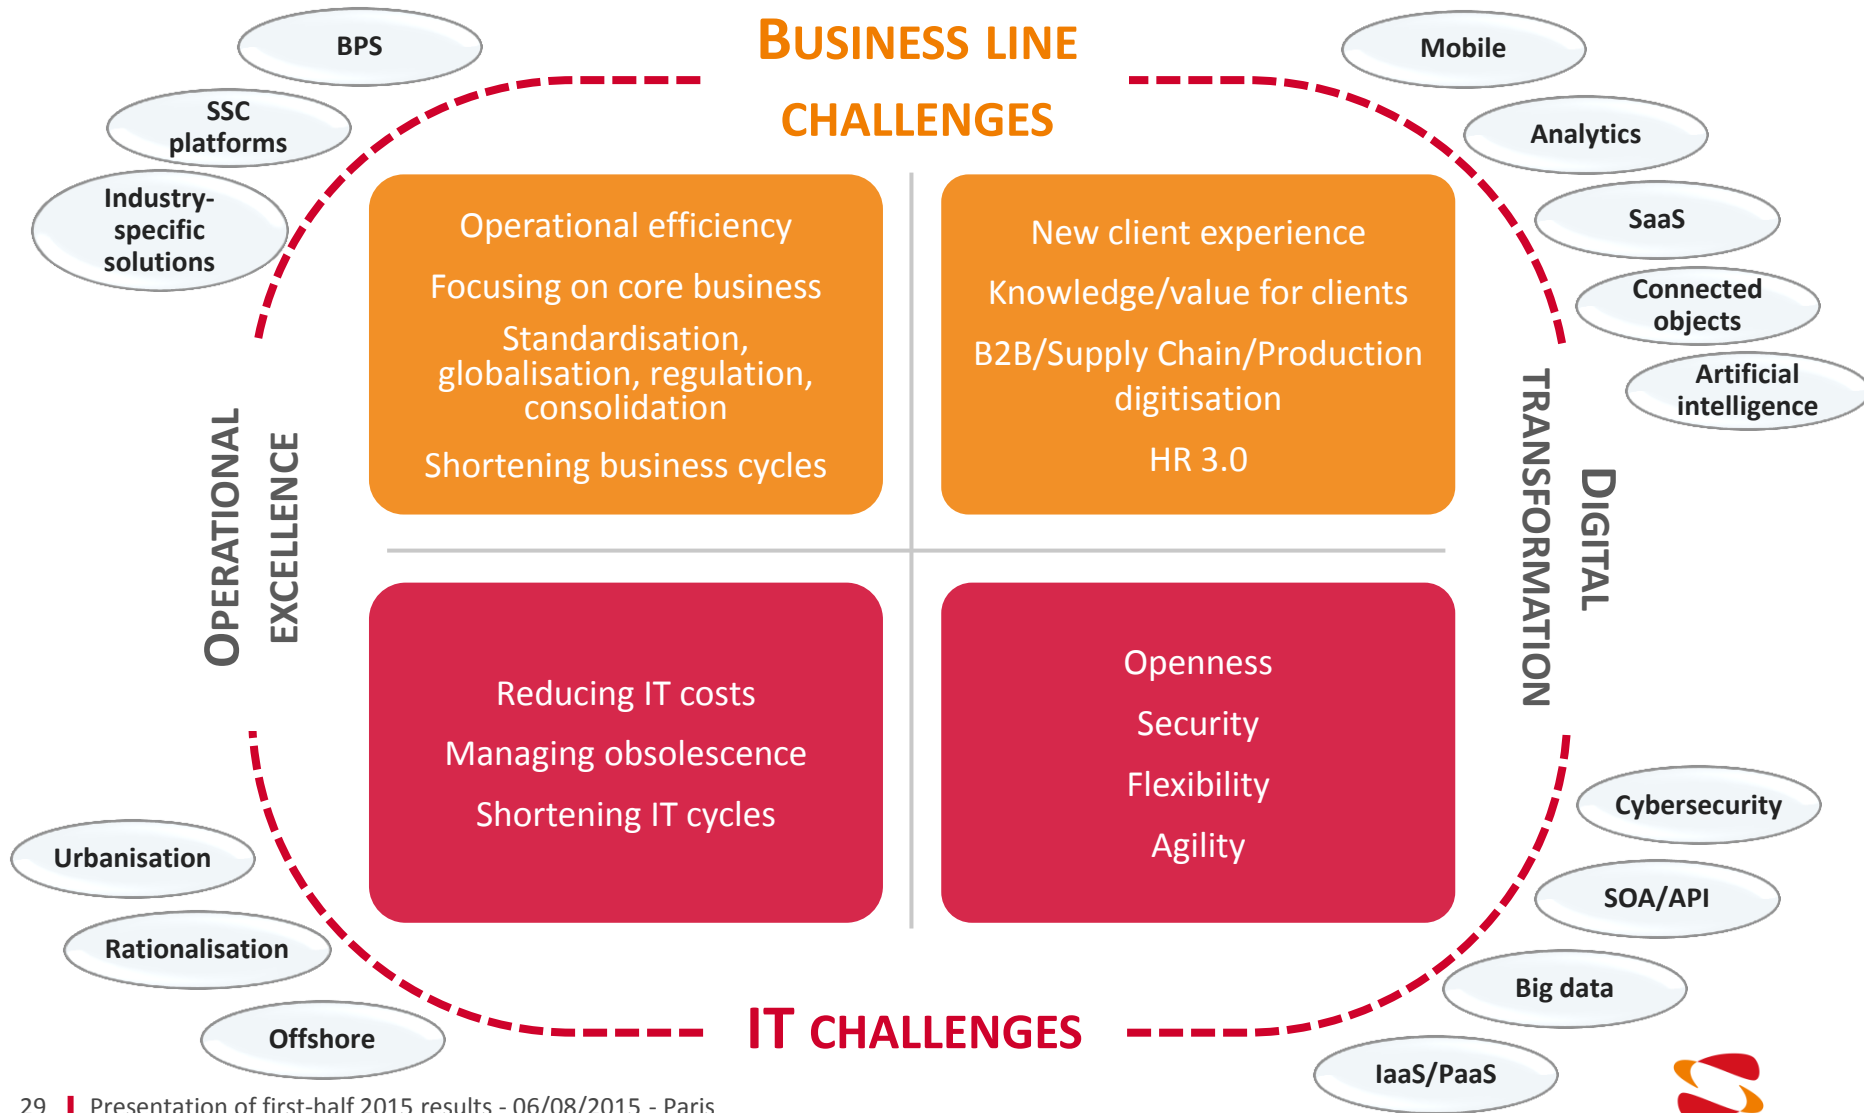 BUSINESS LINE
CHALLENGES
BPS
SSC
platforms
Industry-
specific
solutions
Mobile
Analytics
SaaS
Connected
objects
Artificial
intelligence
OPERATIONAL
EXCELLENCE
Operational efficiency
Focusing on core business
Standardisation,
globalisation, regulation,
consolidation
Shortening business cycles
New client experience
Knowledge/value for clients
B2B/Supply Chain/Production
digitisation
HR 3.0
DIGITAL
TRANSFORMATION
Reducing IT costs
Managing obsolescence
Shortening IT cycles
Openness
Security
Flexibility
Agility
Urbanisation
Rationalisation
Offshore
Cybersecurity
SOA/API
Big data
IaaS/PaaS
IT CHALLENGES
29 Presentation of first-half 2015 results - 06/08/2015 - Paris